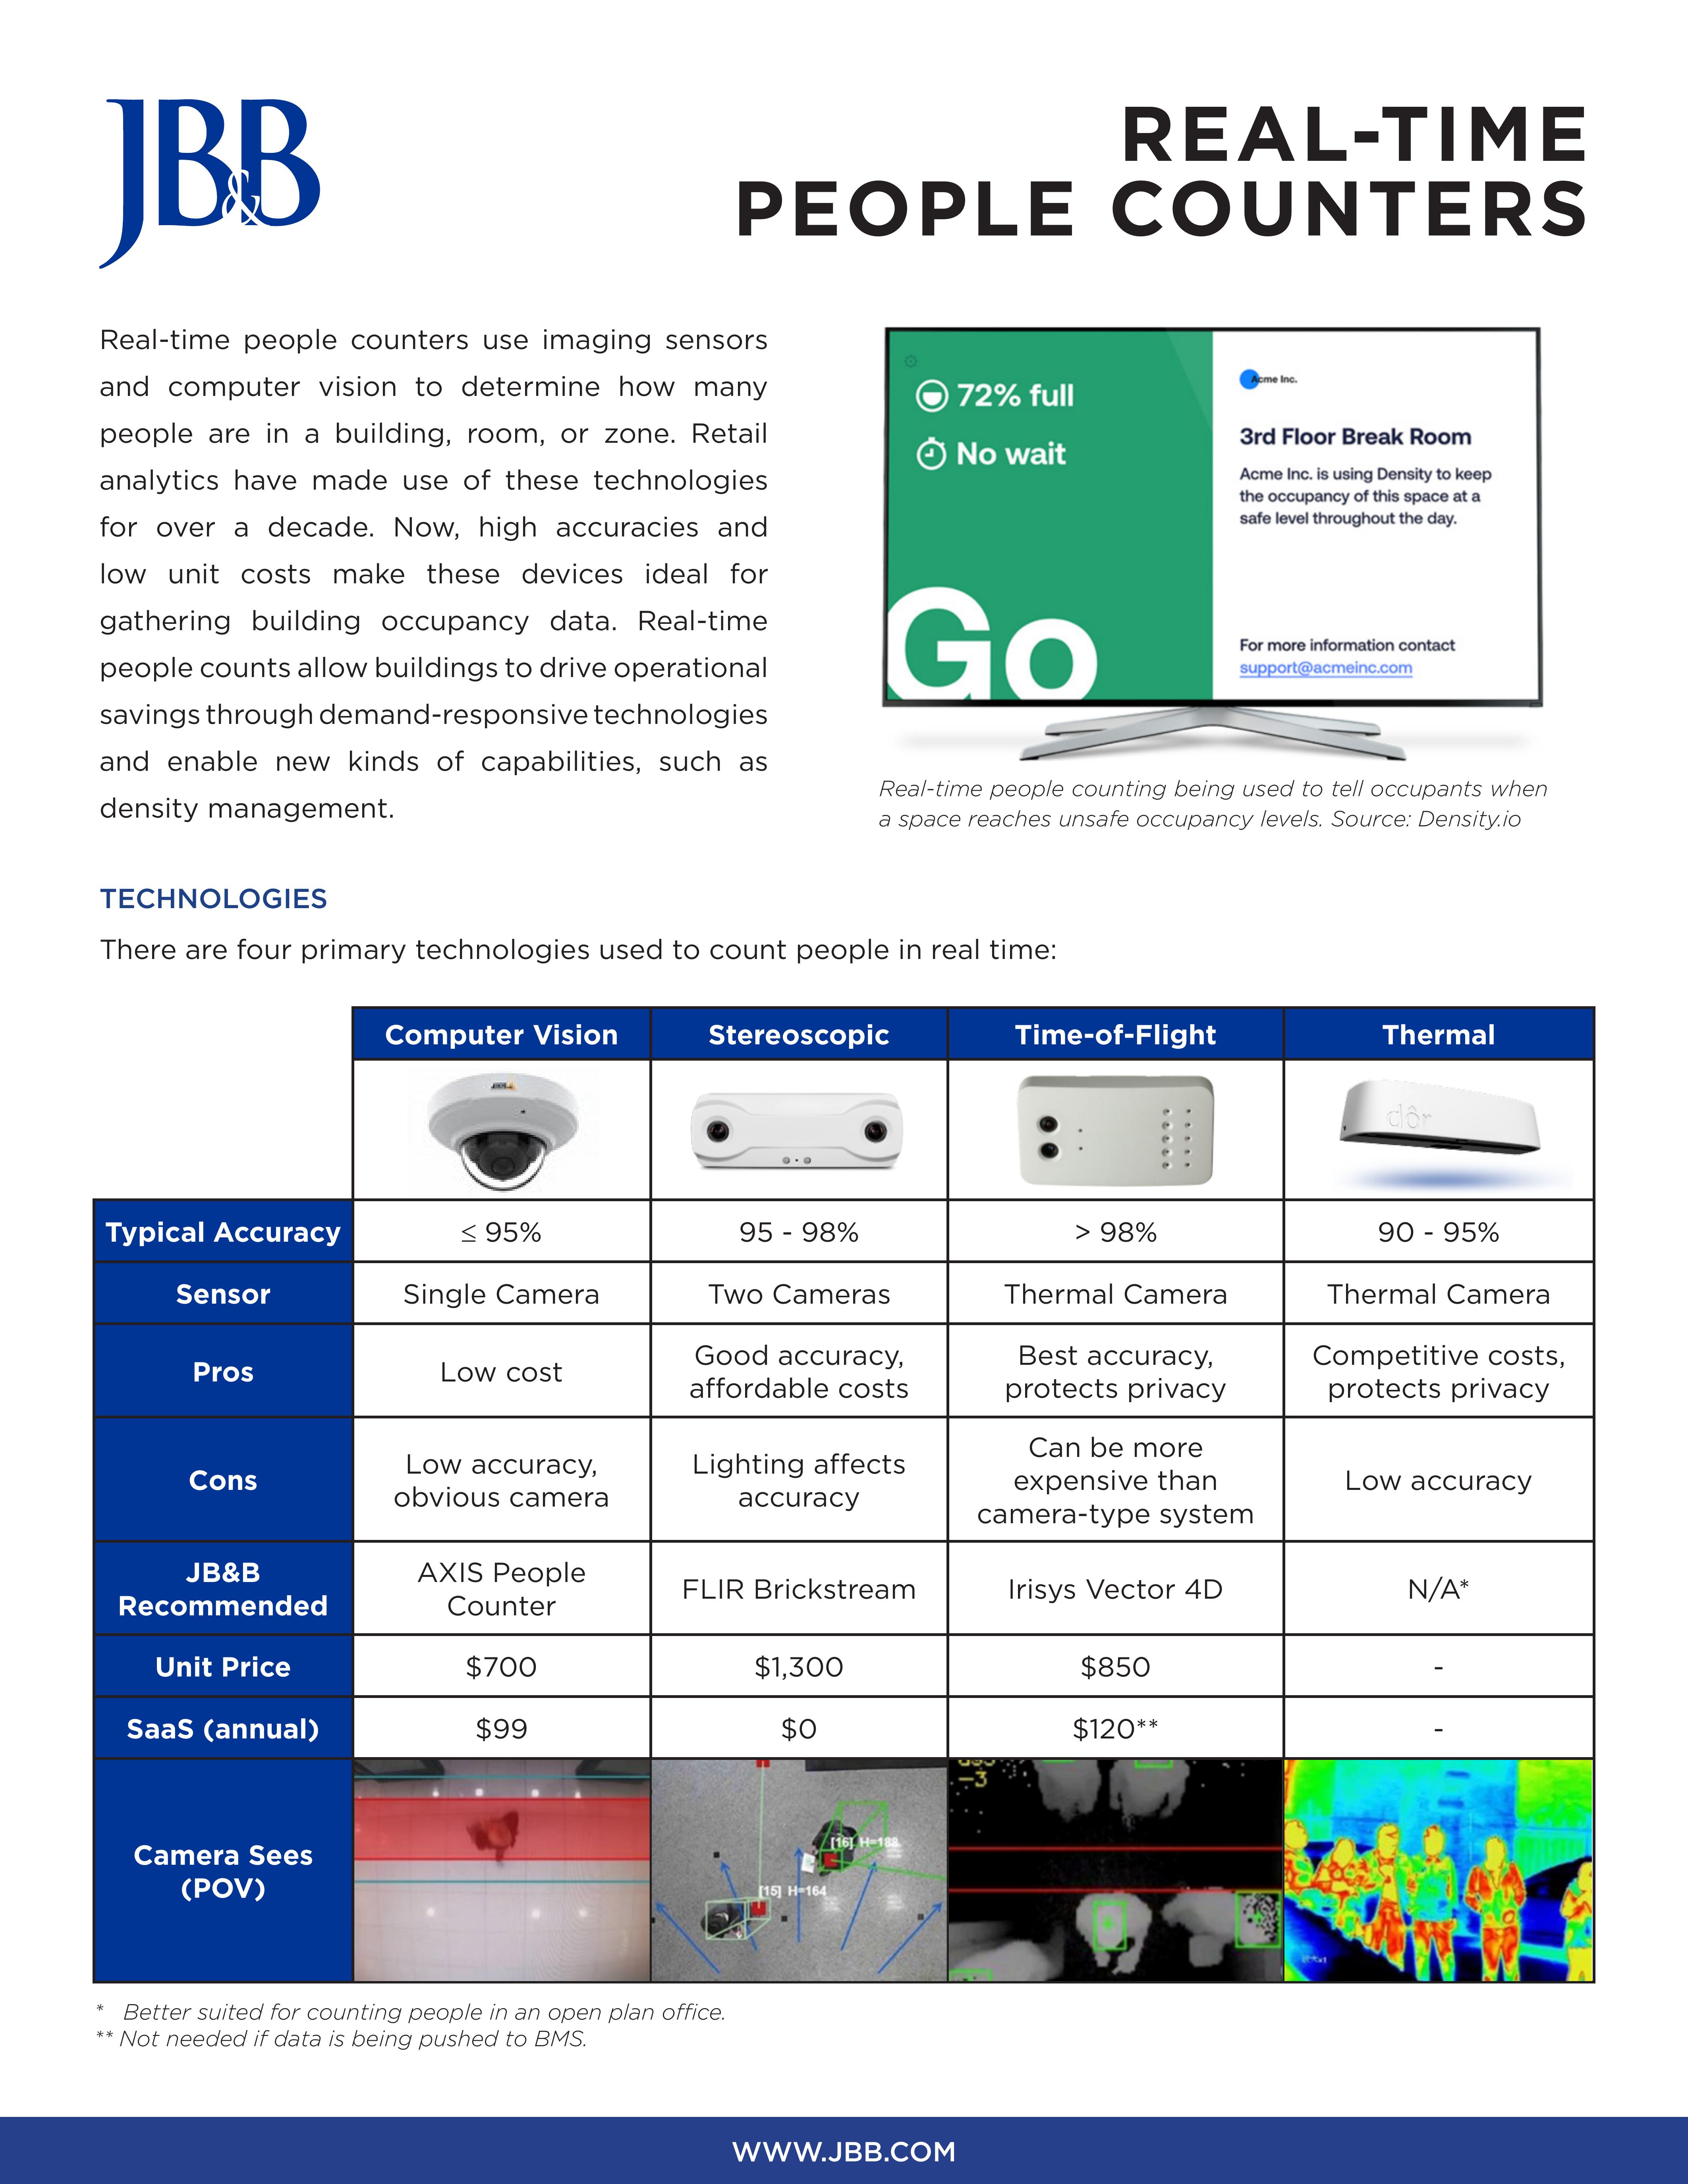 JB&B
REAL-TIME
PEOPLE COUNTERS
Real-time people counters use imaging sensors
and computer vision to determine how many
people are in a building, room, or zone. Retail
analytics have made use of these technologies
for over a decade. Now, high accuracies and
low unit costs make these devices ideal for
gathering building occupancy data. Real-time
people counts allow buildings to drive operational
savings through demand-responsive technologies
and enable new kinds of capabilities, such as
density management.
72% full
No wait
Go
Acme Inc.
3rd Floor Break Room
Acme Inc. is using Density to keep
the occupancy of this space at a
safe level throughout the day.
For more information contact
support@acmeinc.com
Real-time people counting being used to tell occupants when
a space reaches unsafe occupancy levels. Source: Density.io
TECHNOLOGIES
There are four primary technologies used to count people in real time:
Computer Vision Stereoscopic Time-of-Flight Thermal
AXIS
dôr
Typical Accuracy ≤ 95% 95 - 98% > 98% 90 - 95%
Sensor Single Camera Two Cameras Thermal Camera Thermal Camera
Pros Low cost Good accuracy, affordable costs Best accuracy, protects privacy Competitive costs, protects privacy
Cons Low accuracy, obvious camera Lighting affects accuracy Can be more expensive than camera-type system Low accuracy
JB&B Recommended AXIS People Counter FLIR Brickstream Irisys Vector 4D N/A*
Unit Price $700 $1,300 $850 -
SaaS (annual) $99 $0 $120** -
Camera Sees (POV)
[16] H=188
[15] H=164
-3
* Better suited for counting people in an open plan office.
** Not needed if data is being pushed to BMS.
WWW.JBB.COM